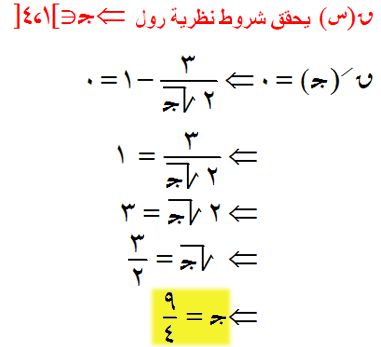 ق(س) يحقق شروط نظرية رول ⇐ جـ∈]١،٤[
قَ(جـ) = ٠ ⇐ ٣/(٢√جـ) − ١ = ٠
⇐ ٣/(٢√جـ) = ١
⇐ ٢√جـ = ٣
⇐ √جـ = ٣/٢
⇐ جـ = ٩/٤